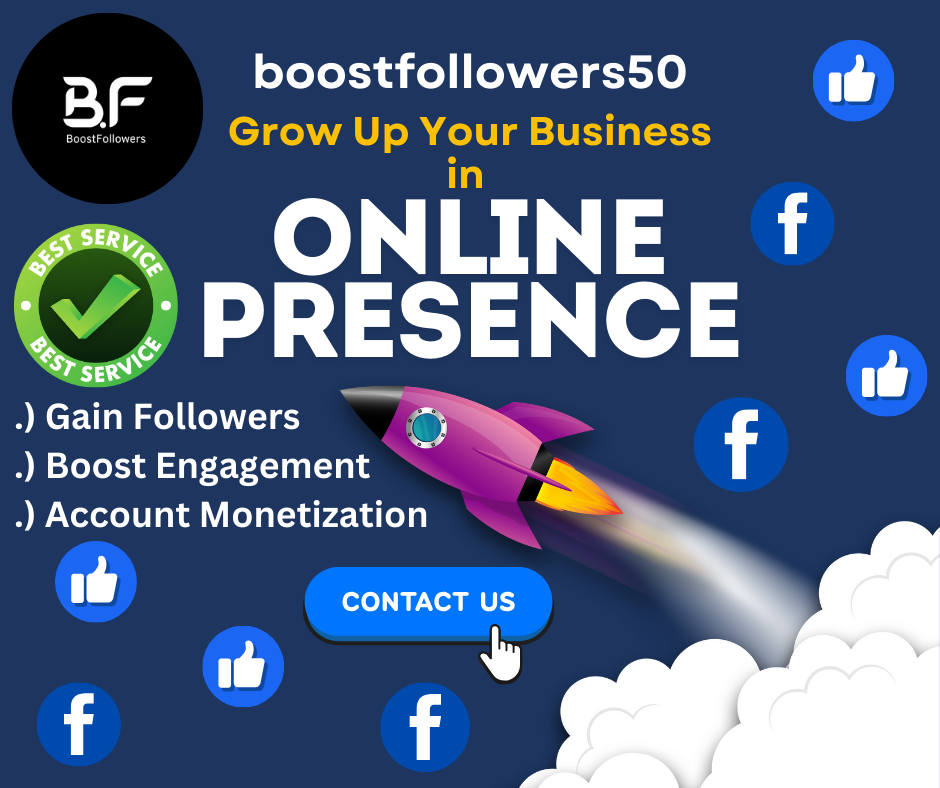 B.F
BoostFollowers
boostfollowers50
Grow Up Your Business
in
ONLINE
PRESENCE
BEST SERVICE
BEST SERVICE
.) Gain Followers
.) Boost Engagement
.) Account Monetization
CONTACT US